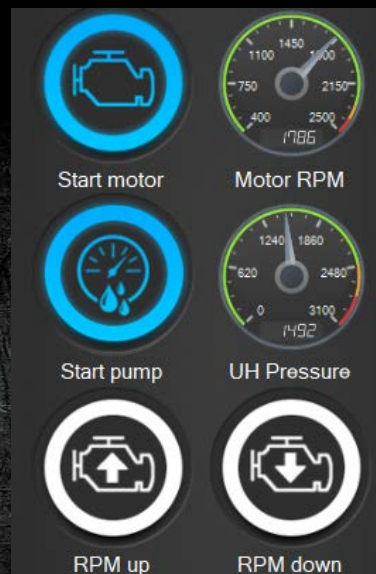 1450
1100
1800
750
2150
400
2500
1786
Start motor
Motor RPM
1240
1860
620
2480
0
3100
1492
Start pump
UH Pressure
RPM up
RPM down